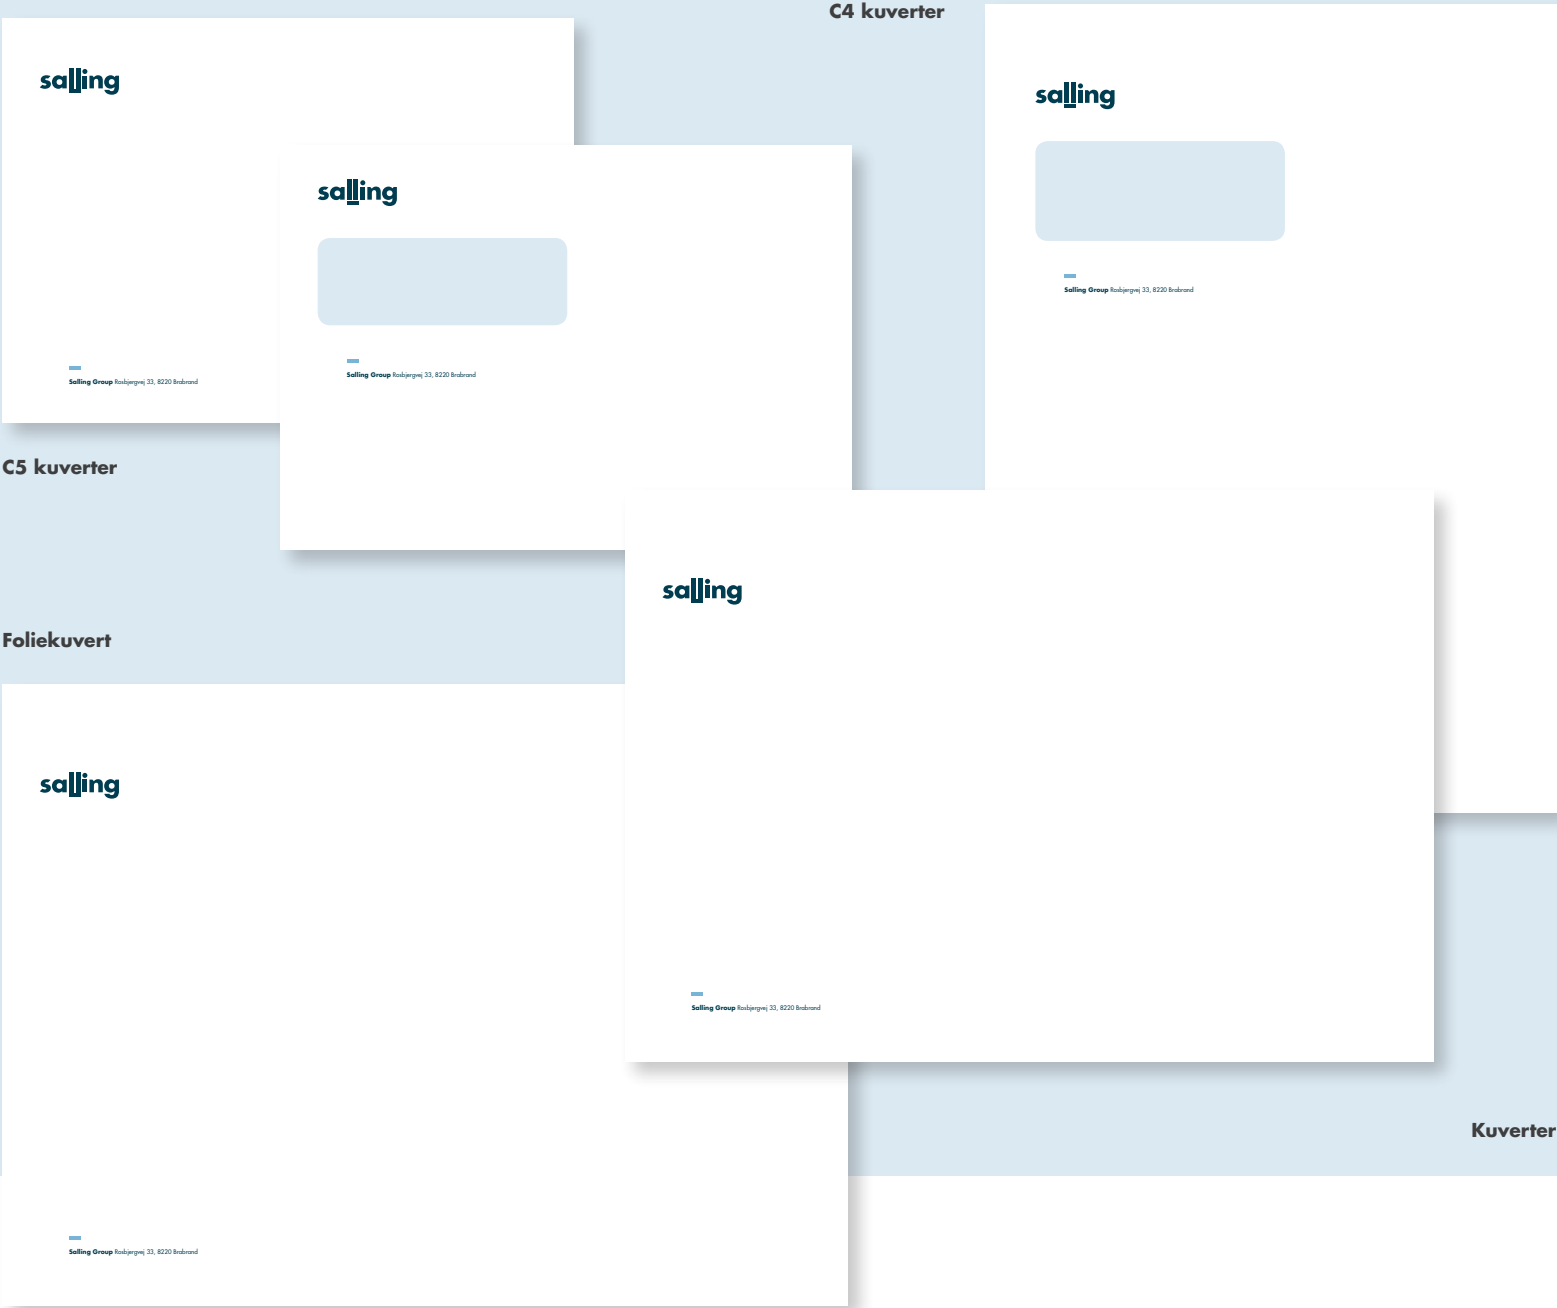 C4 kuverter
salling
salling
salling
Salling Group Rosbjergvej 33, 8220 Brabrand
Salling Group Rosbjergvej 33, 8220 Brabrand
Salling Group Rosbjergvej 33, 8220 Brabrand
C5 kuverter
salling
Foliekuvert
salling
Salling Group Rosbjergvej 33, 8220 Brabrand
Kuverter
Salling Group Rosbjergvej 33, 8220 Brabrand